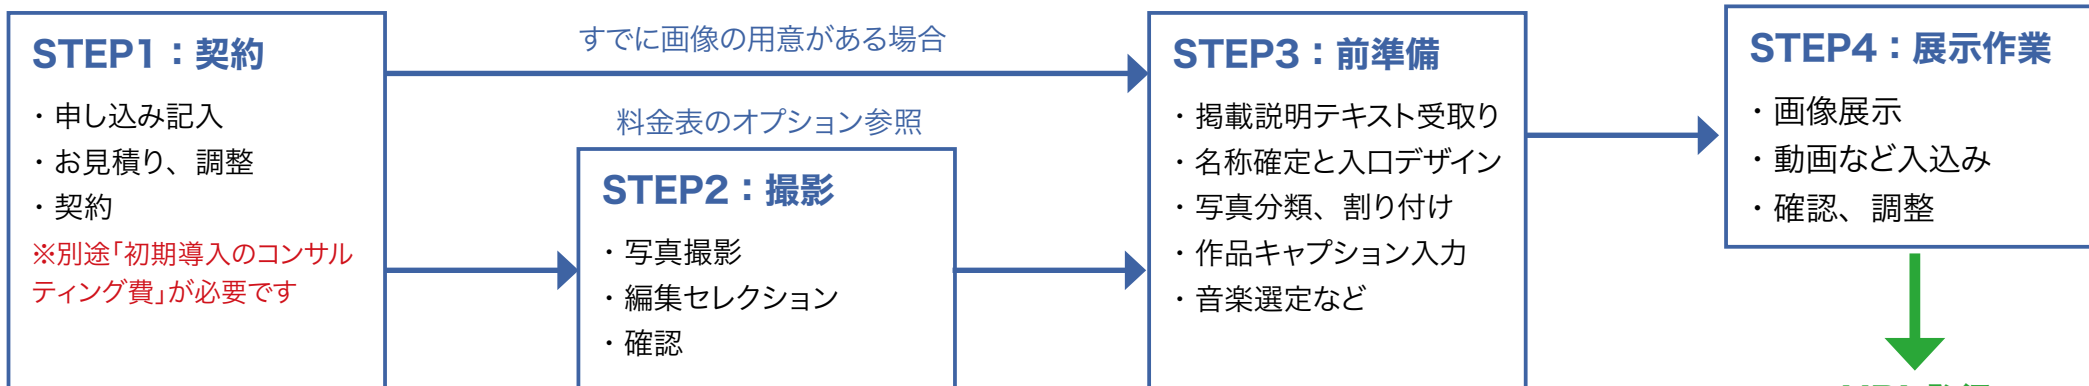 STEP1：契約
・申し込み記入
・お見積り、調整
・契約
※別途「初期導入のコンサル
ティング費」が必要です
すでに画像の用意がある場合
料金表のオプション参照
STEP2：撮影
・写真撮影
・編集セレクション
・確認
STEP3：前準備
・掲載説明テキスト受取り
・名称確定と入口デザイン
・写真分類、割り付け
・作品キャプション入力
・音楽選定など
STEP4：展示作業
・画像展示
・動画など入込み
・確認、調整